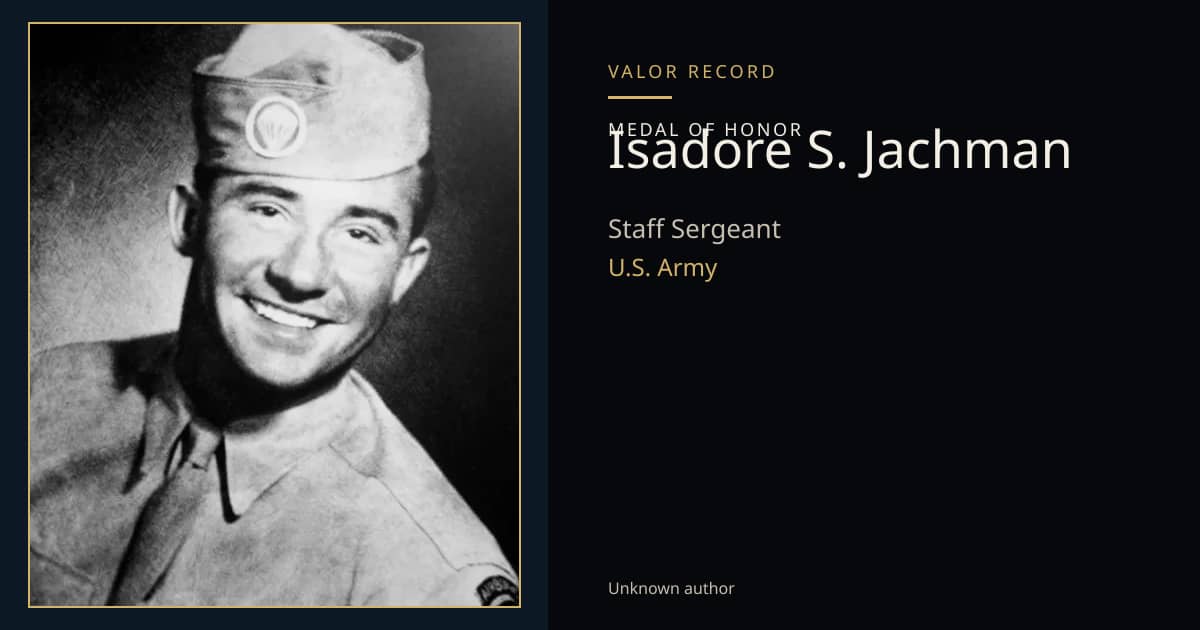 VALOR RECORD
MEDAL OF HONOR
Isadore S. Jachman
Staff Sergeant
U.S. Army
Unknown author